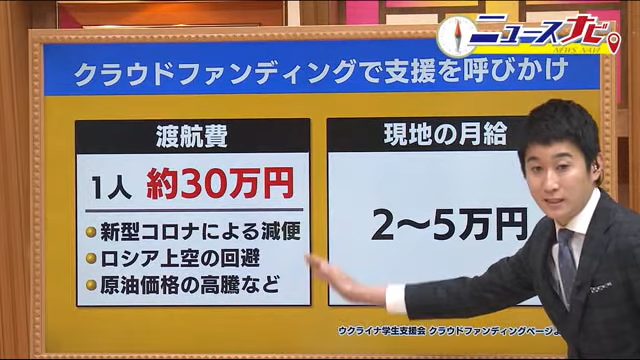 ニュースナビ
NEWS NAVI
クラウドファンディングで支援を呼びかけ
渡航費
1人 約30万円
新型コロナによる減便
ロシア上空の回避
原油価格の高騰など
現地の月給
2〜5万円
ウクライナ学生支援会 クラウドファンディングページよ